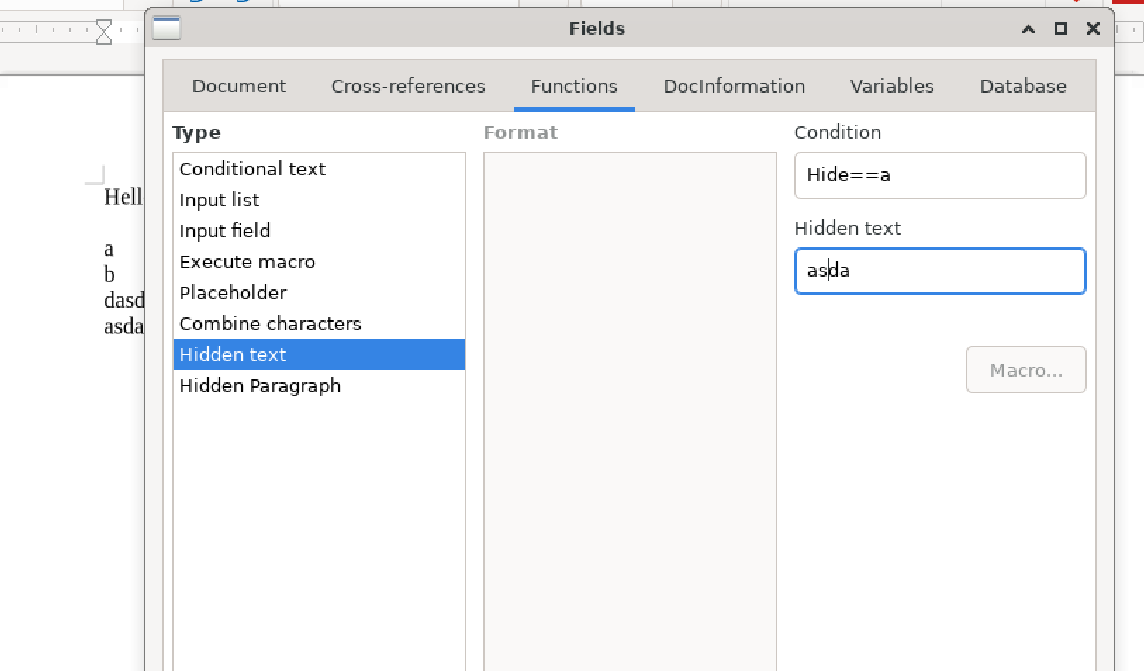 Fields
Document Cross-references Functions DocInformation Variables Database
Type Format Condition
Conditional text
Input list
Input field
Execute macro
Placeholder
Combine characters
Hidden text
Hidden Paragraph
Hide==a
Hidden text
asda
Macro...
Hell
a
b
dasd
asda